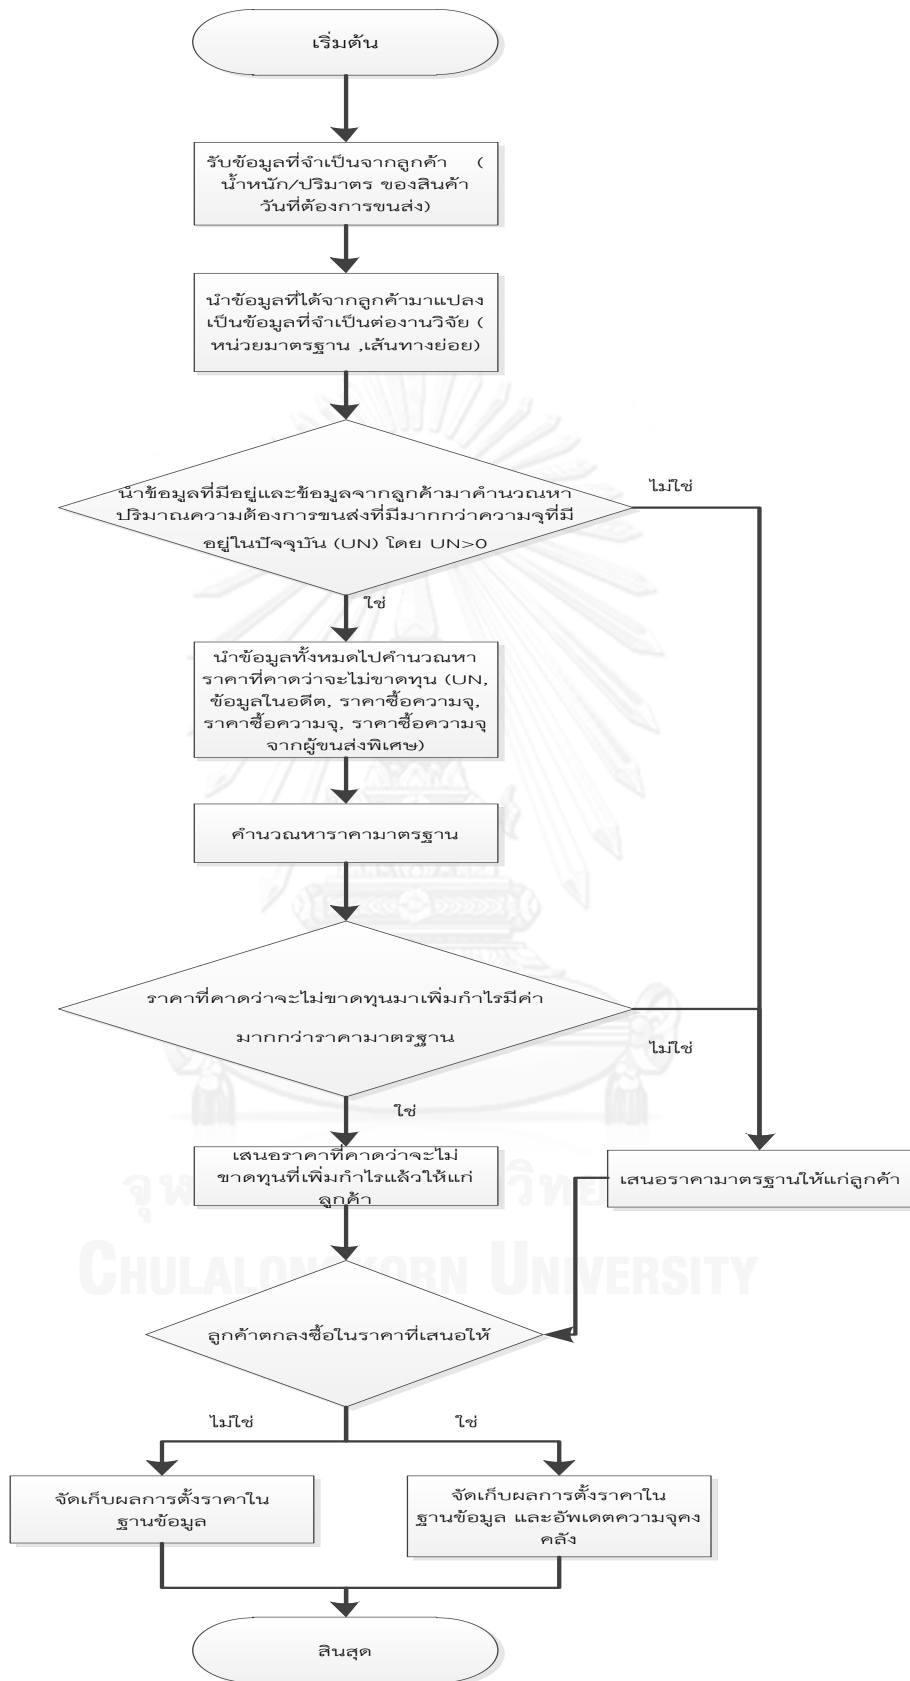 เริ่มต้น
รับข้อมูลที่จำเป็นจากลูกค้า (
น้ำหนัก/ปริมาตร ของสินค้า
วันที่ต้องการขนส่ง)
นำข้อมูลที่ได้จากลูกค้ามาแปลง
เป็นข้อมูลที่จำเป็นต่องานวิจัย (
หน่วยมาตรฐาน ,เส้นทางย่อย)
ไม่ใช่
นำข้อมูลที่มีอยู่และข้อมูลจากลูกค้ามาคำนวณหา
ปริมาณความต้องการขนส่งที่มีมากกว่าความจุที่มี
อยู่ในปัจจุบัน (UN) โดย UN>0
ใช่
นำข้อมูลทั้งหมดไปคำนวณหา
ราคาที่คาดว่าจะไม่ขาดทุน (UN,
ข้อมูลในอดีต, ราคาซื้อความจุ,
ราคาซื้อความจุ, ราคาซื้อความจุ
จากผู้ขนส่งพิเศษ)
คำนวณหาราคามาตรฐาน
ราคาที่คาดว่าจะไม่ขาดทุนมาเพิ่มกำไรมีค่า
มากกว่าราคามาตรฐาน
ไม่ใช่
ใช่
เสนอราคาที่คาดว่าจะไม่
ขาดทุนที่เพิ่มกำไรแล้วให้แก่
ลูกค้า
เสนอราคามาตรฐานให้แก่ลูกค้า
CHULALONGKORN UNIVERSITY
ลูกค้าตกลงซื้อในราคาที่เสนอให้
ไม่ใช่
ใช่
จัดเก็บผลการตั้งราคาใน
ฐานข้อมูล
จัดเก็บผลการตั้งราคาใน
ฐานข้อมูล และอัพเดตความจุคง
คลัง
สินสุด